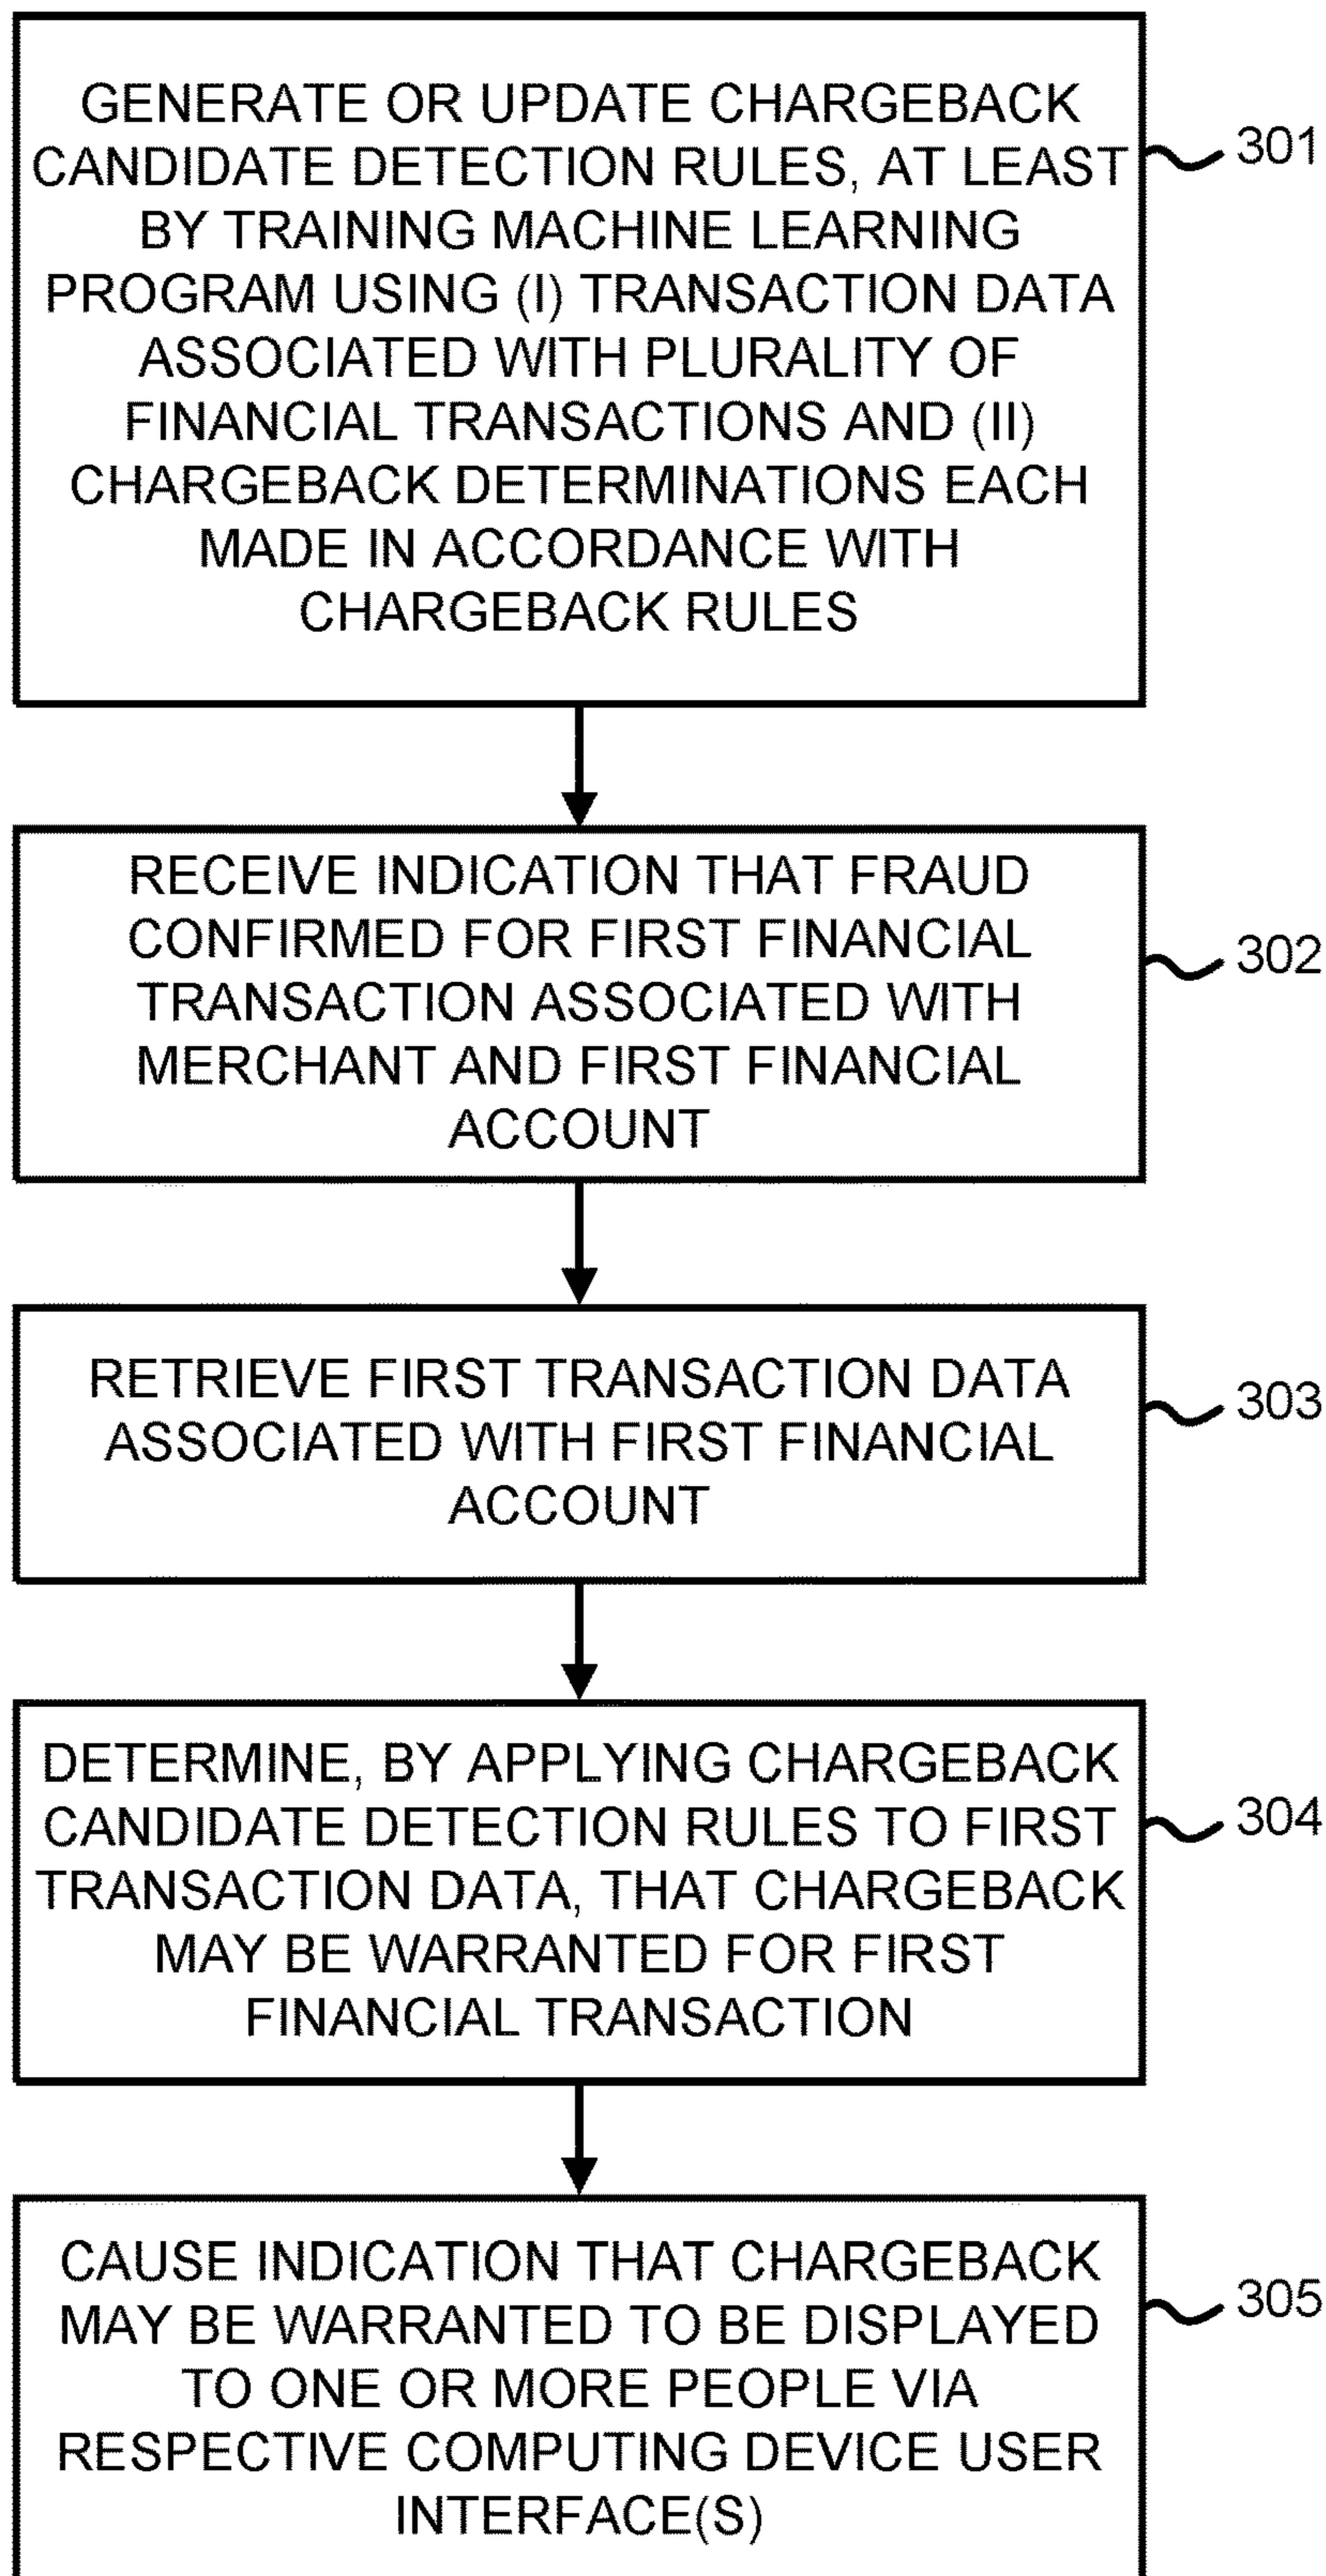 GENERATE OR UPDATE CHARGEBACK
CANDIDATE DETECTION RULES, AT LEAST
BY TRAINING MACHINE LEARNING
PROGRAM USING (I) TRANSACTION DATA
ASSOCIATED WITH PLURALITY OF
FINANCIAL TRANSACTIONS AND (II)
CHARGEBACK DETERMINATIONS EACH
MADE IN ACCORDANCE WITH
CHARGEBACK RULES
301
RECEIVE INDICATION THAT FRAUD
CONFIRMED FOR FIRST FINANCIAL
TRANSACTION ASSOCIATED WITH
MERCHANT AND FIRST FINANCIAL
ACCOUNT
302
RETRIEVE FIRST TRANSACTION DATA
ASSOCIATED WITH FIRST FINANCIAL
ACCOUNT
303
DETERMINE, BY APPLYING CHARGEBACK
CANDIDATE DETECTION RULES TO FIRST
TRANSACTION DATA, THAT CHARGEBACK
MAY BE WARRANTED FOR FIRST
FINANCIAL TRANSACTION
304
CAUSE INDICATION THAT CHARGEBACK
MAY BE WARRANTED TO BE DISPLAYED
TO ONE OR MORE PEOPLE VIA
RESPECTIVE COMPUTING DEVICE USER
INTERFACE(S)
305